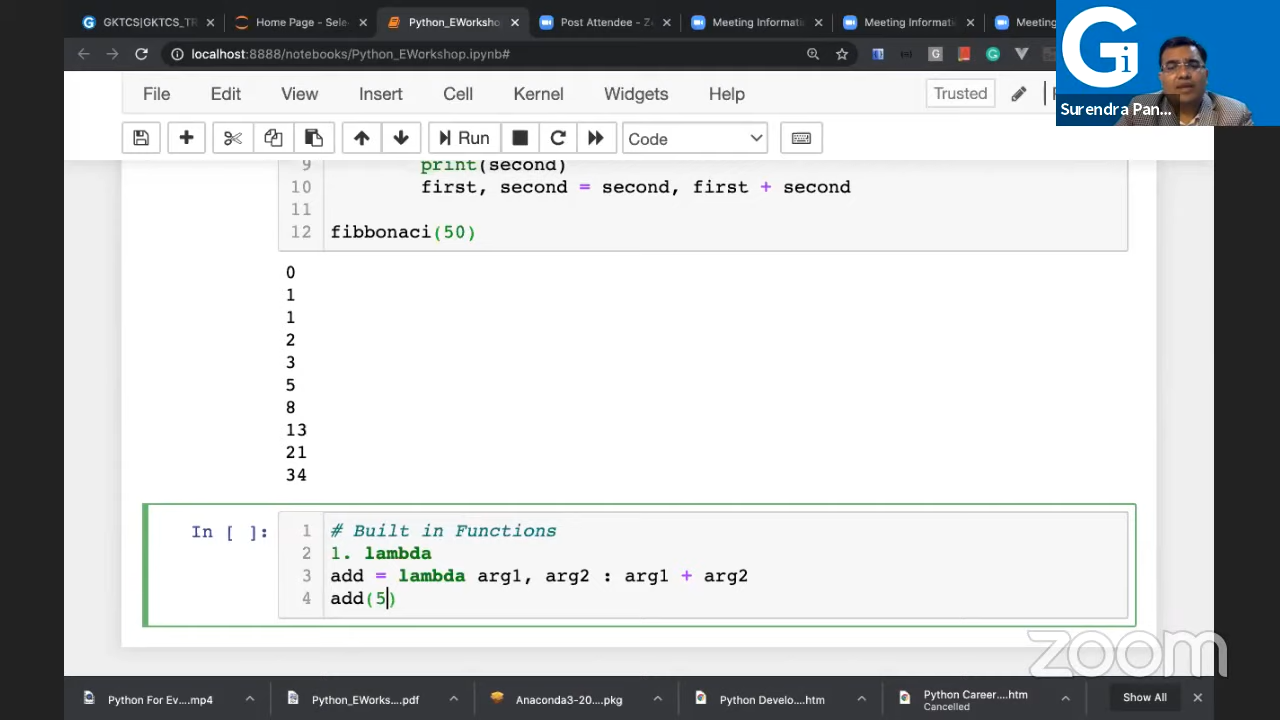 GKTCS|GKTCS_TR
Home Page - Sele
Python_EWorksho
Post Attendee - Z
Meeting Informati
Meeting Informati
Meeting
localhost:8888/notebooks/Python_EWorkshop.ipynb#
Gi
Surendra Pan...
File Edit View Insert Cell Kernel Widgets Help Trusted
Run Code
9 print(second)
10 first, second = second, first + second
11
12 fibbonaci(50)
0
1
1
2
3
5
8
13
21
34
In [ ]: 1 # Built in Functions
2 1. lambda
3 add = lambda arg1, arg2 : arg1 + arg2
4 add(5)
zoom
Python For Ev....mp4
Python_EWorks....pdf
Anaconda3-20....pkg
Python Develo....htm
Python Career....htm
Cancelled
Show All